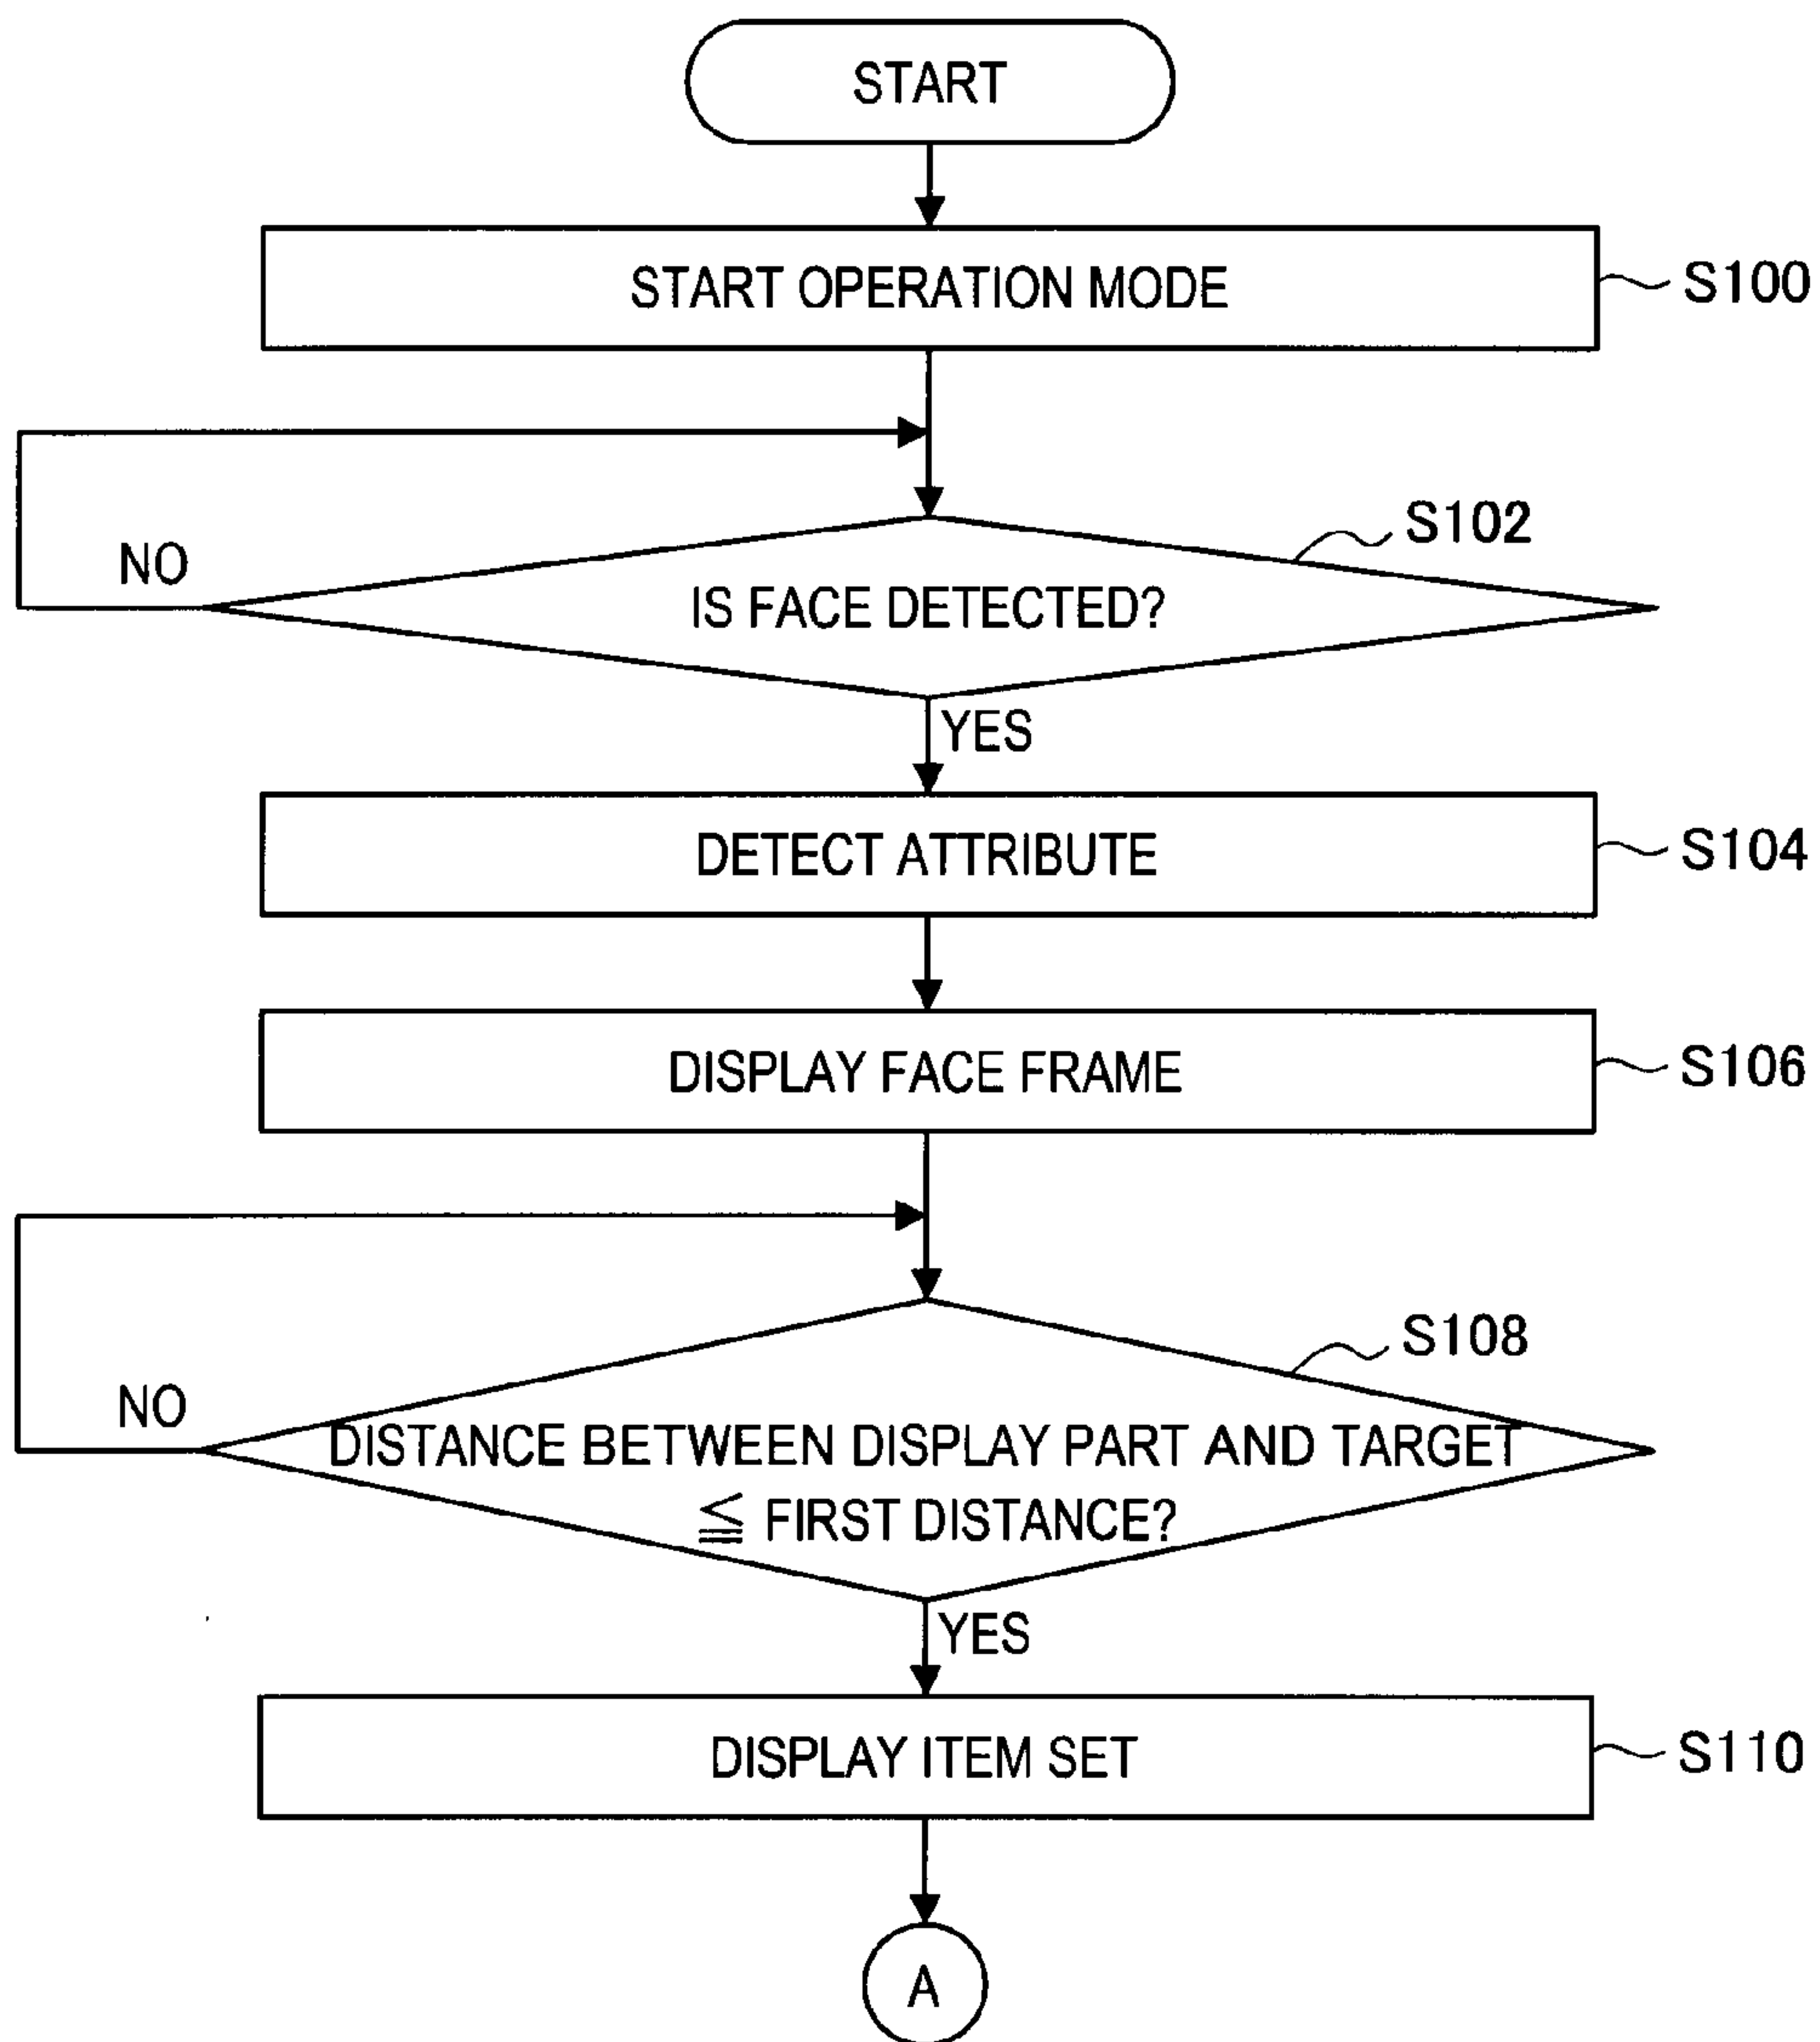 START
START OPERATION MODE
S100
S102
NO
IS FACE DETECTED?
YES
DETECT ATTRIBUTE
S104
DISPLAY FACE FRAME
S106
S108
NO
DISTANCE BETWEEN DISPLAY PART AND TARGET
≦ FIRST DISTANCE?
YES
DISPLAY ITEM SET
S110
A